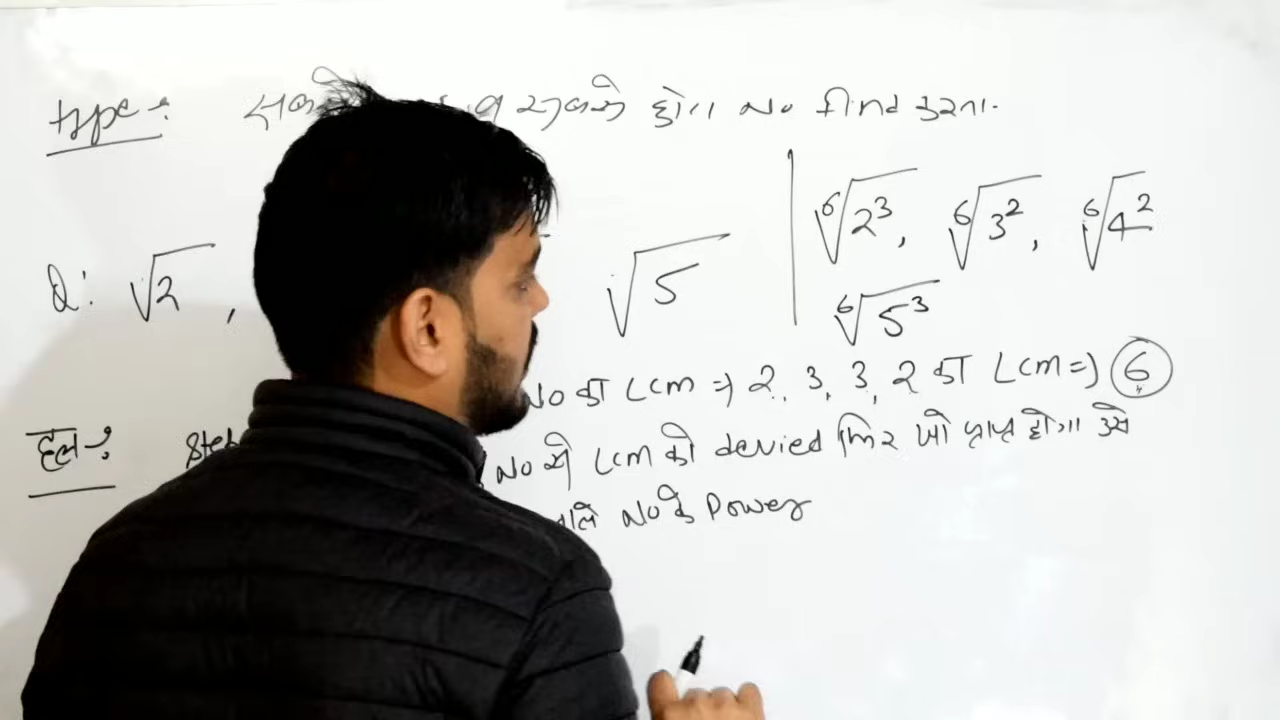 Type :- होगा No find करना.
Q: √2 , √5
⁶√2³, ⁶√3², ⁶√4²
⁶√5³
हल :- Step No का LCM => 2, 3, 3, 2 का LCM => 6
No से LCM को devied फिर जो प्राप्त होगा उसे
वाले No के Power